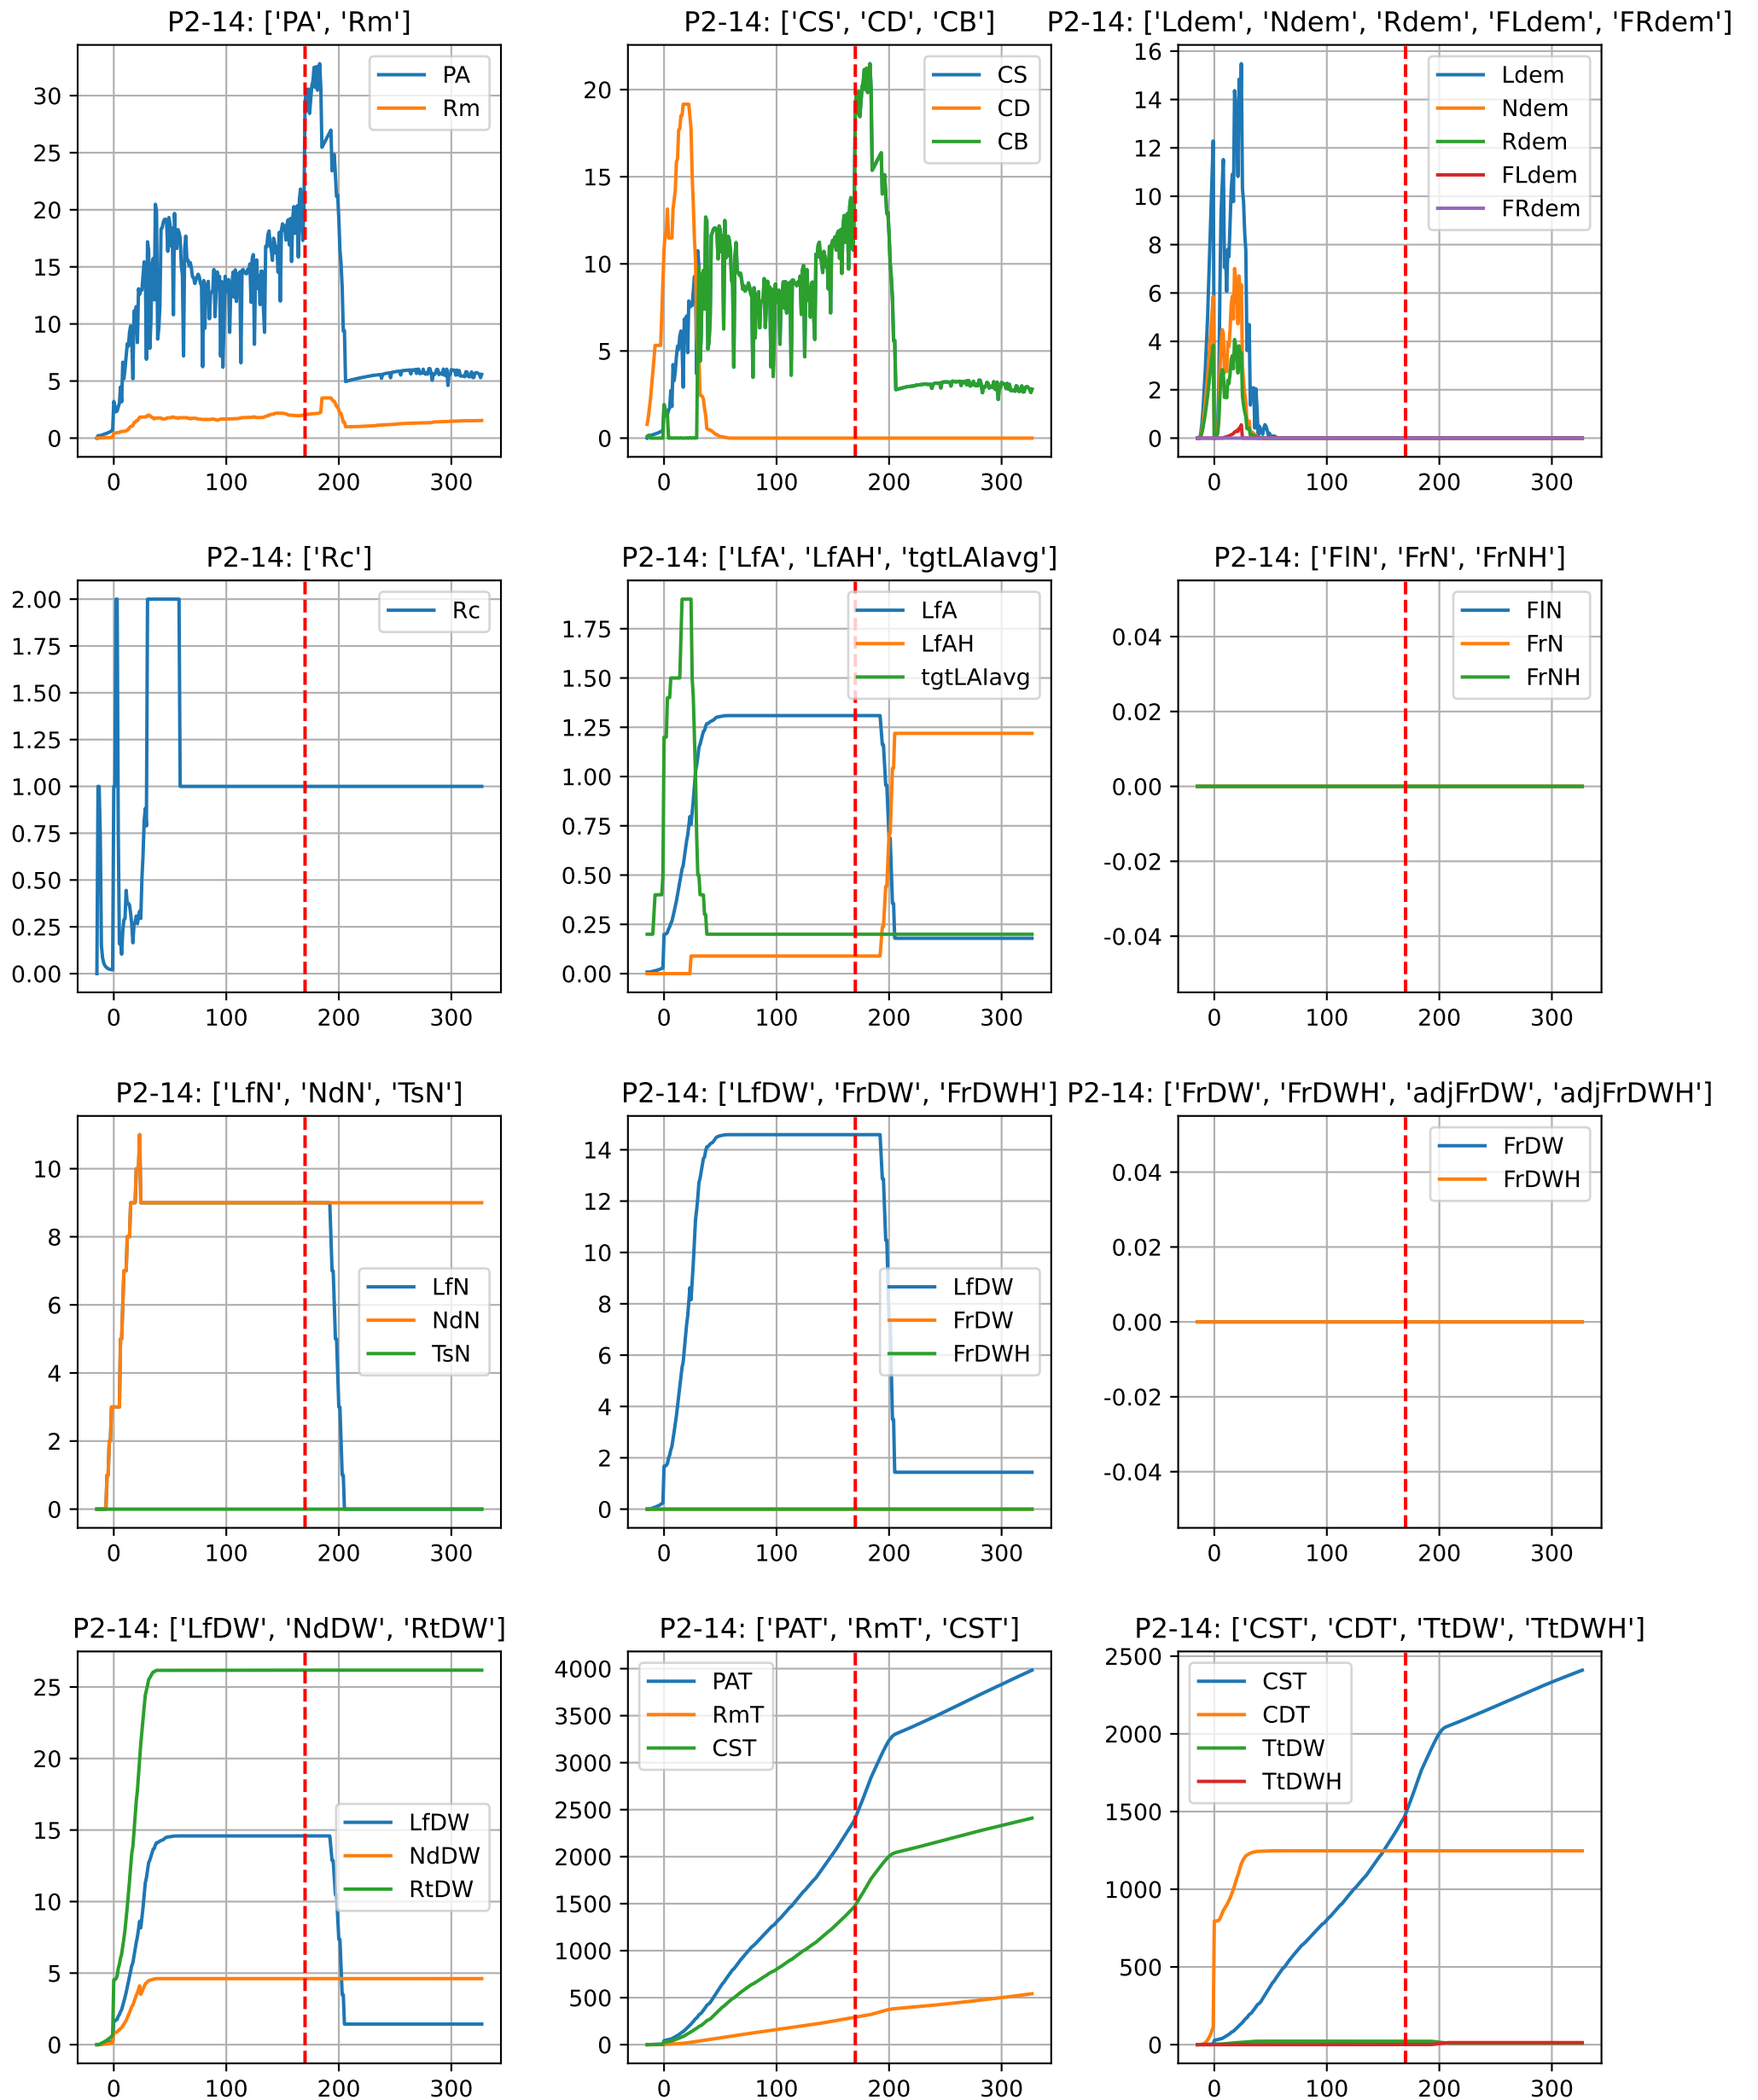 P2-14: ['PA', 'Rm']
P2-14: ['CS', 'CD', 'CB']
P2-14: ['Ldem', 'Ndem', 'Rdem', 'FLdem', 'FRdem']
30
25
20
15
10
5
0
0 100 200 300
PA
Rm
20
15
10
5
0
0 100 200 300
CS
CD
CB
16
14
12
10
8
6
4
2
0
0 100 200 300
Ldem
Ndem
Rdem
FLdem
FRdem
P2-14: ['Rc']
P2-14: ['LfA', 'LfAH', 'tgtLAIavg']
P2-14: ['FlN', 'FrN', 'FrNH']
2.00
1.75
1.50
1.25
1.00
0.75
0.50
0.25
0.00
0 100 200 300
Rc
1.75
1.50
1.25
1.00
0.75
0.50
0.25
0.00
0 100 200 300
LfA
LfAH
tgtLAIavg
0.04
0.02
0.00
-0.02
-0.04
0 100 200 300
FlN
FrN
FrNH
P2-14: ['LfN', 'NdN', 'TsN']
P2-14: ['LfDW', 'FrDW', 'FrDWH']
P2-14: ['FrDW', 'FrDWH', 'adjFrDW', 'adjFrDWH']
10
8
6
4
2
0
0 100 200 300
LfN
NdN
TsN
14
12
10
8
6
4
2
0
0 100 200 300
LfDW
FrDW
FrDWH
0.04
0.02
0.00
-0.02
-0.04
0 100 200 300
FrDW
FrDWH
P2-14: ['LfDW', 'NdDW', 'RtDW']
P2-14: ['PAT', 'RmT', 'CST']
P2-14: ['CST', 'CDT', 'TtDW', 'TtDWH']
25
20
15
10
5
0
0 100 200 300
LfDW
NdDW
RtDW
4000
3500
3000
2500
2000
1500
1000
500
0
0 100 200 300
PAT
RmT
CST
2500
2000
1500
1000
500
0
0 100 200 300
CST
CDT
TtDW
TtDWH